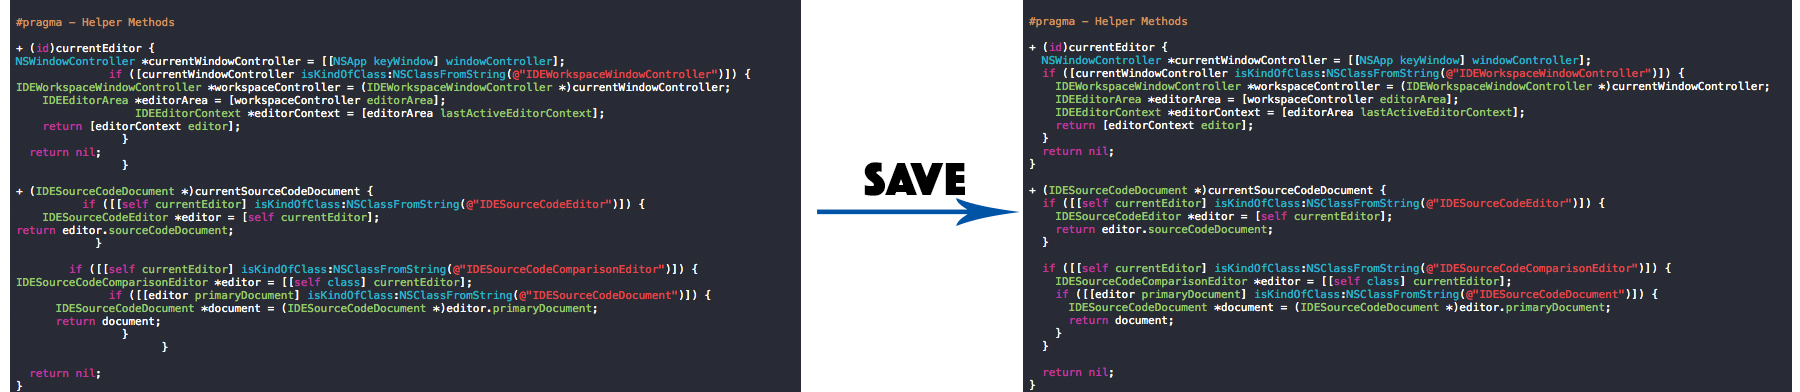 #pragma - Helper Methods
+ (id)currentEditor {
NSWindowController *currentWindowController = [[NSApp keyWindow] windowController];
if ([currentWindowController isKindOfClass:NSClassFromString(@"IDEWorkspaceWindowController")]) {
IDEWorkspaceWindowController *workspaceController = (IDEWorkspaceWindowController *)currentWindowController;
IDEEditorArea *editorArea = [workspaceController editorArea];
IDEEditorContext *editorContext = [editorArea lastActiveEditorContext];
return [editorContext editor];
}
return nil;
}
+ (IDESourceCodeDocument *)currentSourceCodeDocument {
if ([[self currentEditor] isKindOfClass:NSClassFromString(@"IDESourceCodeEditor")]) {
IDESourceCodeEditor *editor = [self currentEditor];
return editor.sourceCodeDocument;
}
if ([[self currentEditor] isKindOfClass:NSClassFromString(@"IDESourceCodeComparisonEditor")]) {
IDESourceCodeComparisonEditor *editor = [[self class] currentEditor];
if ([[editor primaryDocument] isKindOfClass:NSClassFromString(@"IDESourceCodeDocument")]) {
IDESourceCodeDocument *document = (IDESourceCodeDocument *)editor.primaryDocument;
return document;
}
}
return nil;
}
SAVE
#pragma - Helper Methods
+ (id)currentEditor {
NSWindowController *currentWindowController = [[NSApp keyWindow] windowController];
if ([currentWindowController isKindOfClass:NSClassFromString(@"IDEWorkspaceWindowController")]) {
IDEWorkspaceWindowController *workspaceController = (IDEWorkspaceWindowController *)currentWindowController;
IDEEditorArea *editorArea = [workspaceController editorArea];
IDEEditorContext *editorContext = [editorArea lastActiveEditorContext];
return [editorContext editor];
}
return nil;
}
+ (IDESourceCodeDocument *)currentSourceCodeDocument {
if ([[self currentEditor] isKindOfClass:NSClassFromString(@"IDESourceCodeEditor")]) {
IDESourceCodeEditor *editor = [self currentEditor];
return editor.sourceCodeDocument;
}
if ([[self currentEditor] isKindOfClass:NSClassFromString(@"IDESourceCodeComparisonEditor")]) {
IDESourceCodeComparisonEditor *editor = [[self class] currentEditor];
if ([[editor primaryDocument] isKindOfClass:NSClassFromString(@"IDESourceCodeDocument")]) {
IDESourceCodeDocument *document = (IDESourceCodeDocument *)editor.primaryDocument;
return document;
}
}
return nil;
}